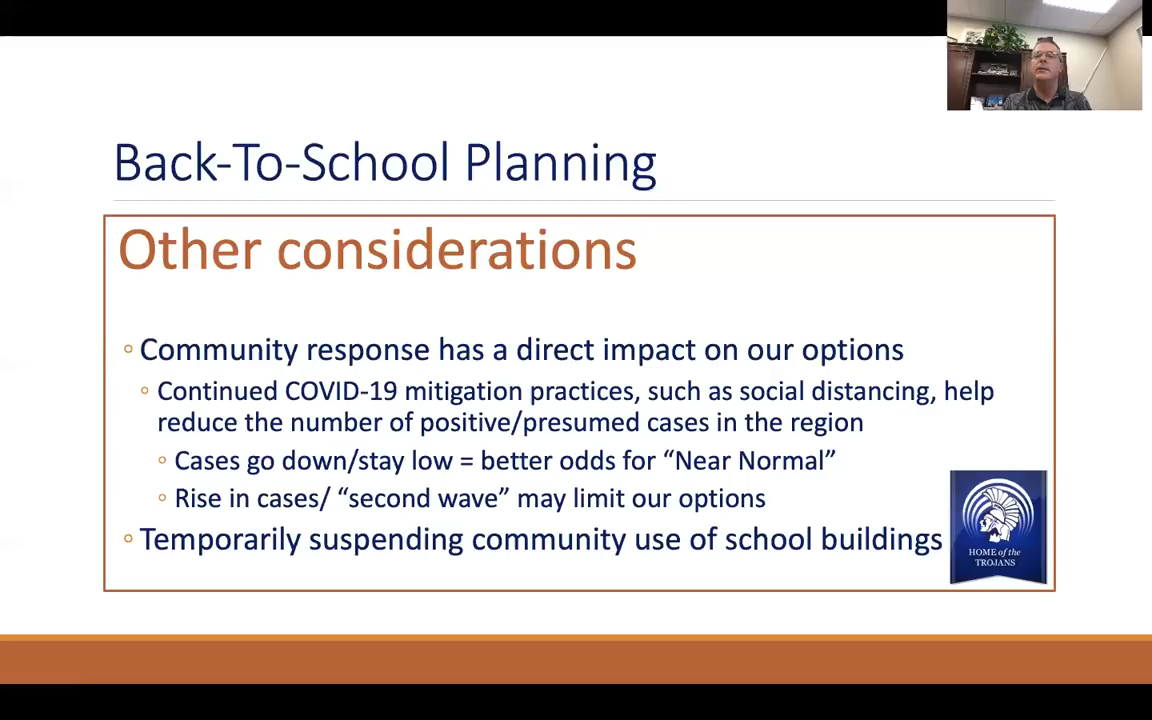 Back-To-School Planning
Other considerations
◦ Community response has a direct impact on our options
◦ Continued COVID-19 mitigation practices, such as social distancing, help
reduce the number of positive/presumed cases in the region
◦ Cases go down/stay low = better odds for “Near Normal”
◦ Rise in cases/ “second wave” may limit our options
◦ Temporarily suspending community use of school buildings
HOME of the
TROJANS